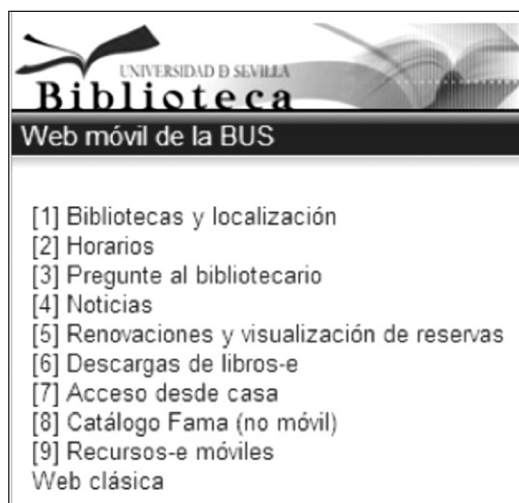 UNIVERSIDAD D SEVILLA
Biblioteca
Web móvil de la BUS
[1] Bibliotecas y localización
[2] Horarios
[3] Pregunte al bibliotecario
[4] Noticias
[5] Renovaciones y visualización de reservas
[6] Descargas de libros-e
[7] Acceso desde casa
[8] Catálogo Fama (no móvil)
[9] Recursos-e móviles
Web clásica